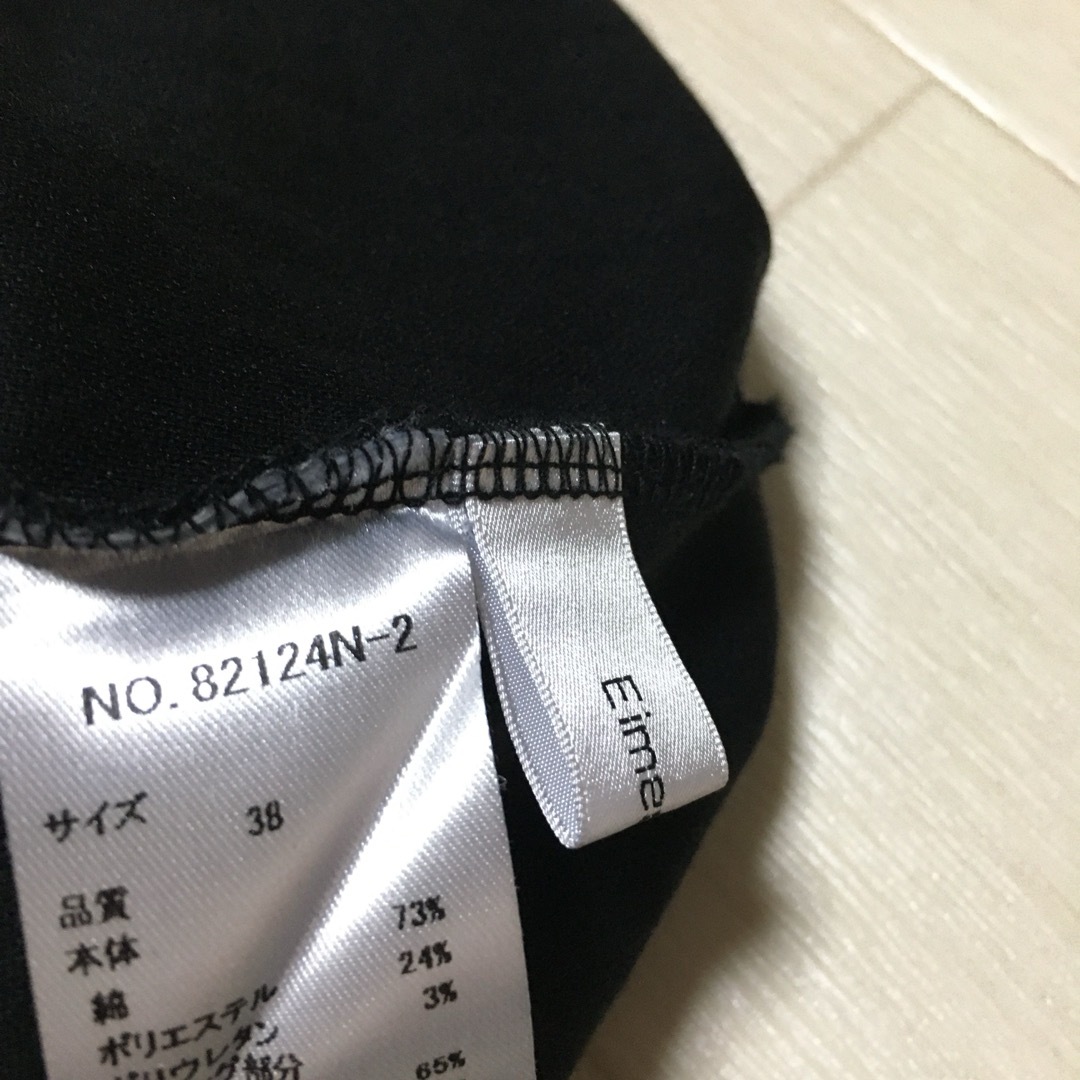 NO.82124N-2
サイズ 38
品質
本体
綿 73%
ポリエステル 24%
ポリウレタン 3%
65%
Eime